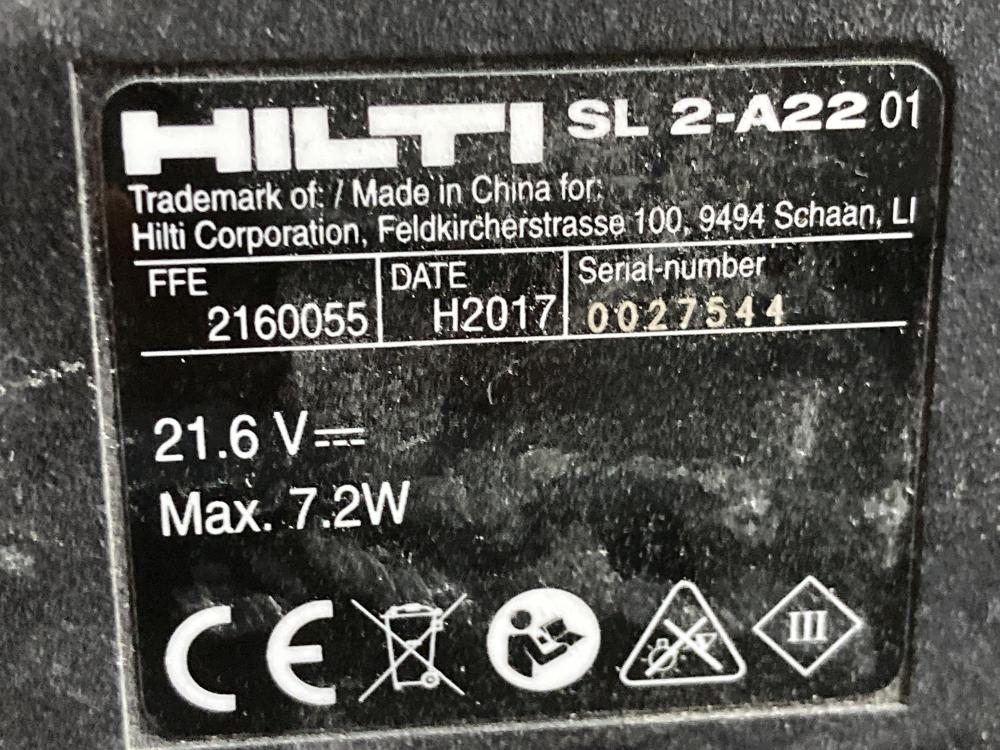 HILTI SL 2-A22 01
Trademark of: / Made in China for:
Hilti Corporation, Feldkircherstrasse 100, 9494 Schaan, LI
FFE DATE Serial-number
2160055 H2017 0027544
21.6 V
Max. 7.2W
CE III